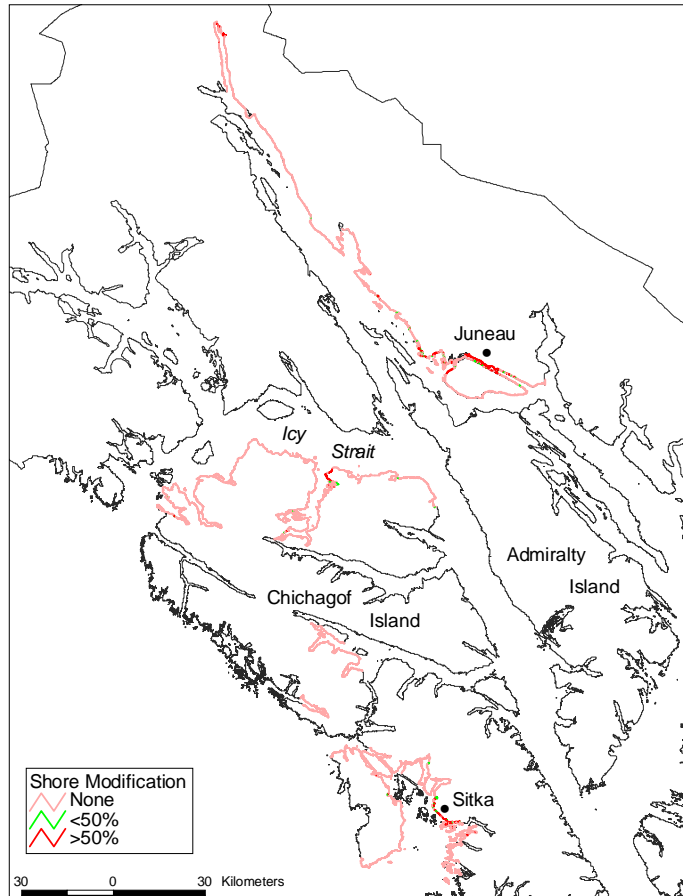 Juneau
Icy
Strait
Admiralty
Island
Chichagof
Island
Sitka
Shore Modification
None
<50%
>50%
30 0 30 Kilometers